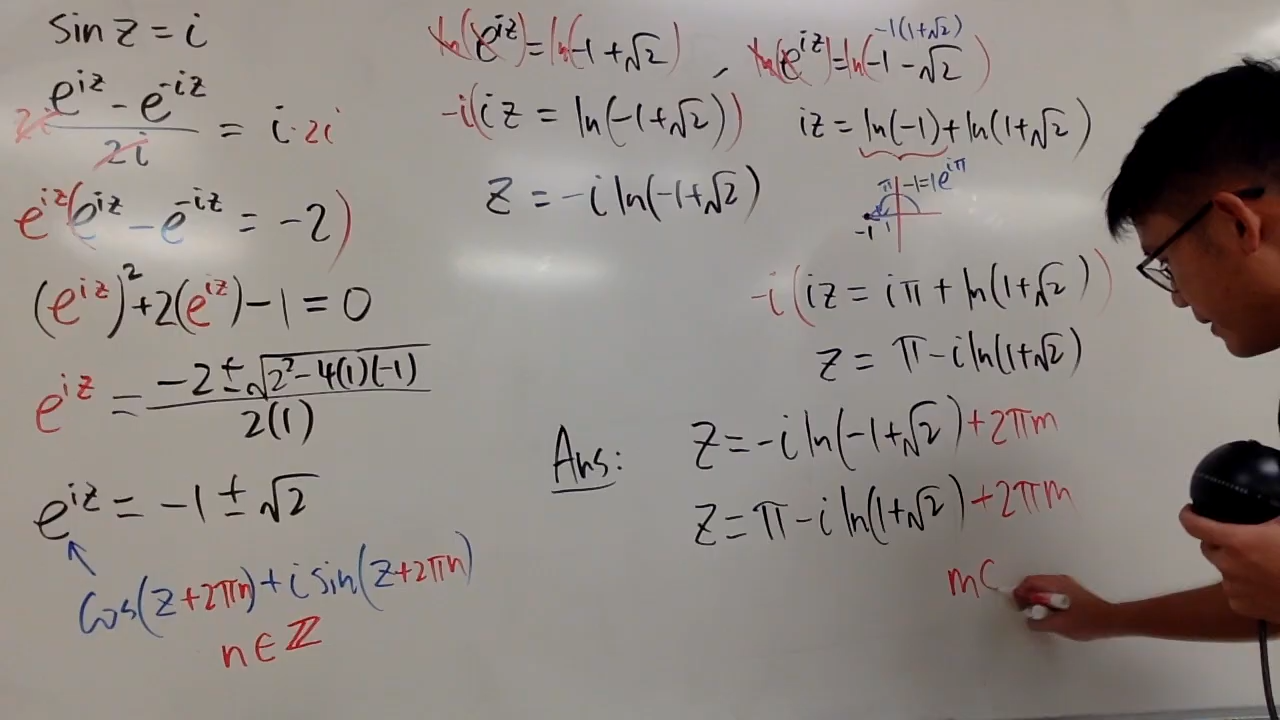 sin z = i
(e^{iz} - e^{-iz}) / 2i = i · 2i
2i
e^{iz}(e^{iz} - e^{-iz} = -2)
(e^{iz})^2 + 2(e^{iz}) - 1 = 0
e^{iz} = (-2 ± √(2^2 - 4(1)(-1))) / 2(1)
e^{iz} = -1 ± √2
cos(z + 2πn) + i sin(z + 2πn)
n ∈ ℤ
ln(e^{iz}) = ln(-1 + √2)
-i(iz = ln(-1 + √2))
z = -i ln(-1 + √2)
,
-1(1 + √2)
ln(e^{iz}) = ln(-1 - √2)
iz = ln(-1) + ln(1 + √2)
π -1 = 1e^{iπ}
-1 1
-i(iz = iπ + ln(1 + √2))
z = π - i ln(1 + √2)
Ans:
z = -i ln(-1 + √2) + 2πm
z = π - i ln(1 + √2) + 2πm
m